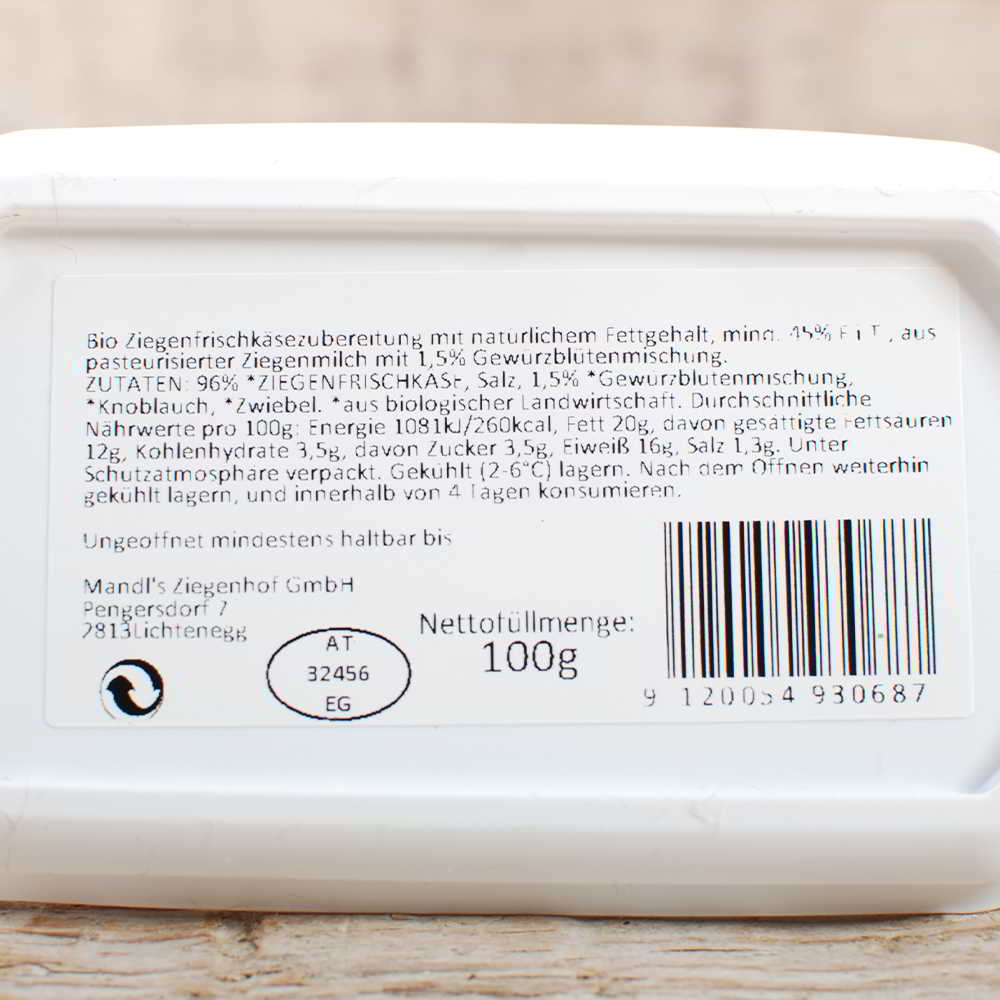 Bio Ziegenfrischkäsezubereitung mit natürlichem Fettgehalt, mind. 45% F i T , aus
pasteurisierter Ziegenmilch mit 1,5% Gewürzblütenmischung.
ZUTATEN: 96% *ZIEGENFRISCHKÄSE, Salz, 1,5% *Gewürzblütenmischung,
*Knoblauch, *Zwiebel. *aus biologischer Landwirtschaft. Durchschnittliche
Nährwerte pro 100g: Energie 1081kJ/260kcal, Fett 20g, davon gesättigte Fettsäuren
12g, Kohlenhydrate 3,5g, davon Zucker 3,5g, Eiweiß 16g, Salz 1,3g. Unter
Schutzatmosphäre verpackt. Gekühlt (2-6°C) lagern. Nach dem Öffnen weiterhin
gekühlt lagern, und innerhalb von 4 Tagen konsumieren.
Ungeöffnet mindestens haltbar bis
Mandl's Ziegenhof GmbH
Pengersdorf 7
2813Lichtenegg
AT
32456
EG
Nettofüllmenge:
100g
9 120054 930687